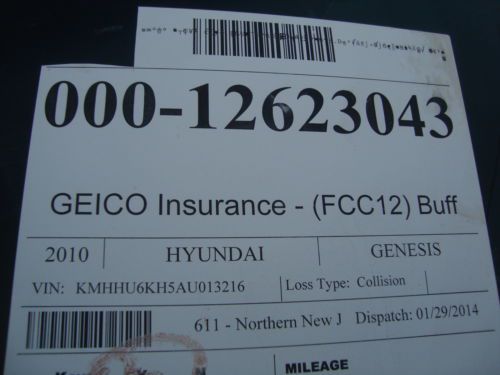 000-12623043
GEICO Insurance - (FCC12) Buff
2010 HYUNDAI GENESIS
VIN: KMHHU6KH5AU013216 Loss Type: Collision
611 - Northern New J Dispatch: 01/29/2014
MILEAGE